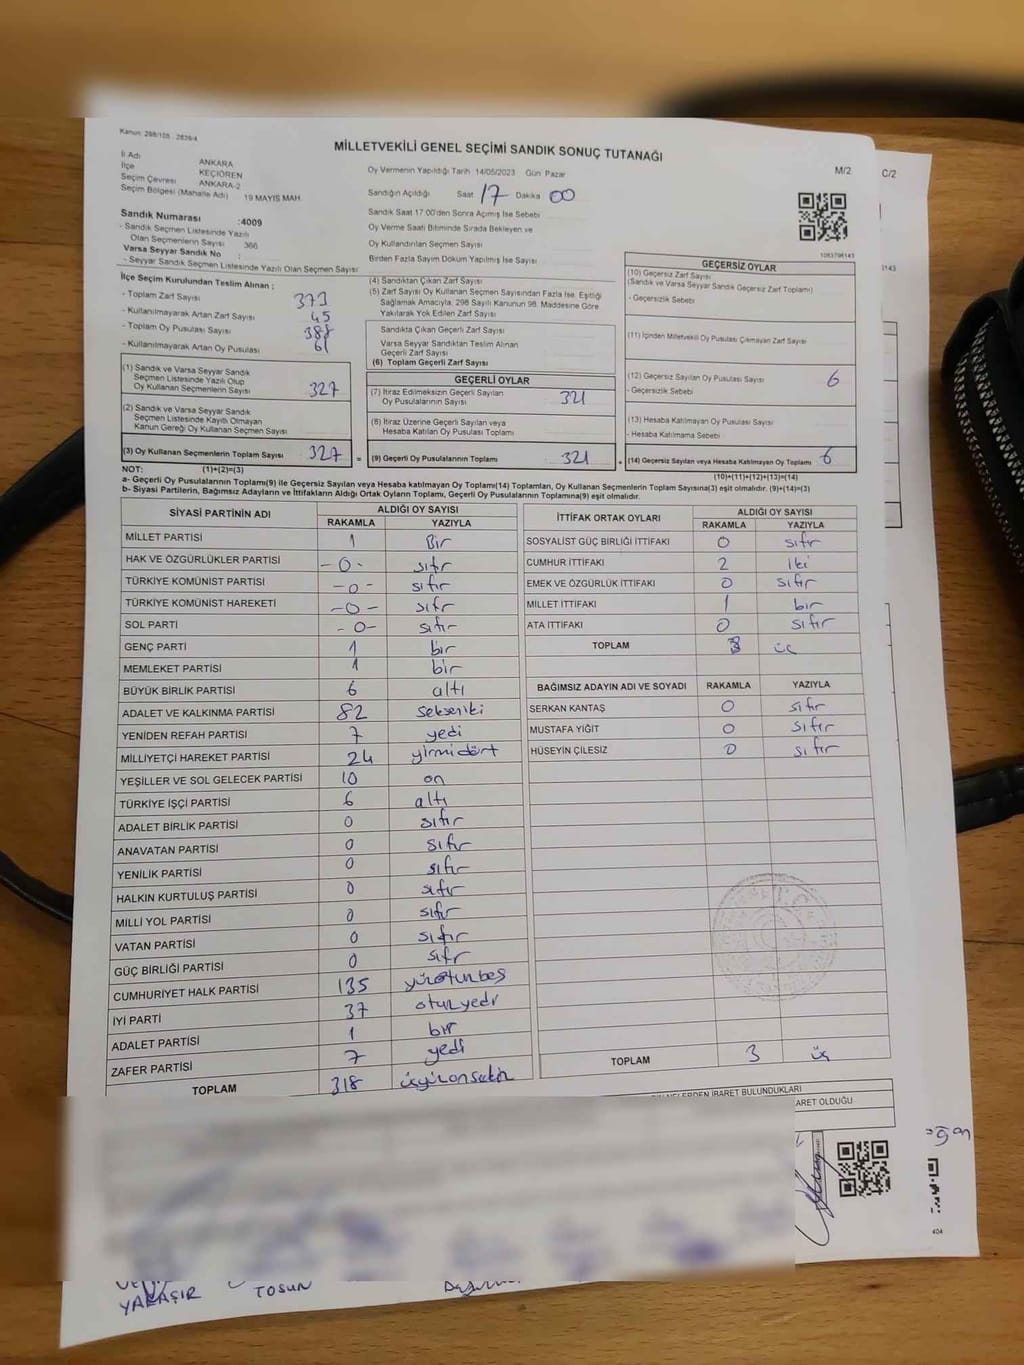 Kanun: 298/105 - 2839/4
MİLLETVEKİLİ GENEL SEÇİMİ SANDIK SONUÇ TUTANAĞI
M/2
C/2
İl Adı ANKARA
İlçe KEÇİÖREN
Seçim Çevresi ANKARA-2
Seçim Bölgesi (Mahalle Adı) 19 MAYIS MAH.
Oy Vermenin Yapıldığı Tarih 14/05/2023 Gün Pazar
Sandığın Açıldığı Saat 17 Dakika 00
Sandık Saat 17:00'den Sonra Açmış İse Sebebi
Oy Verme Saati Bitiminde Sırada Bekleyen ve
Oy Kullandırılan Seçmen Sayısı
Birden Fazla Sayım Döküm Yapılmış İse Sayısı
1083798143
Sandık Numarası :4009
- Sandık Seçmen Listesinde Yazılı
Olan Seçmenlerin Sayısı 366
Varsa Seyyar Sandık No :
- Seyyar Sandık Seçmen Listesinde Yazılı Olan Seçmen Sayısı
İlçe Seçim Kurulundan Teslim Alınan ;
- Toplam Zarf Sayısı 373
- Kullanılmayarak Artan Zarf Sayısı 45
- Toplam Oy Pusulası Sayısı 388
- Kullanılmayarak Artan Oy Pusulası 61
(1) Sandık ve Varsa Seyyar Sandık
Seçmen Listesinde Yazılı Olup
Oy Kullanan Seçmenlerin Sayısı 327
(2) Sandık ve Varsa Seyyar Sandık
Seçmen Listesinde Kayıtlı Olmayan
Kanun Gereği Oy Kullanan Seçmen Sayısı
(3) Oy Kullanan Seçmenlerin Toplam Sayısı 327 =
(4) Sandıktan Çıkan Zarf Sayısı
(5) Zarf Sayısı Oy Kullanan Seçmen Sayısından Fazla İse, Eşitliği
Sağlamak Amacıyla, 298 Sayılı Kanunun 98. Maddesine Göre
Yakılarak Yok Edilen Zarf Sayısı
Sandıkta Çıkan Geçerli Zarf Sayısı
Varsa Seyyar Sandıktan Teslim Alınan
Geçerli Zarf Sayısı
(6) Toplam Geçerli Zarf Sayısı
GEÇERLİ OYLAR
(7) İtiraz Edilmeksizin Geçerli Sayılan
Oy Pusulalarının Sayısı 321
(8) İtiraz Üzerine Geçerli Sayılan veya
Hesaba Katılan Oy Pusulası Toplamı
(9) Geçerli Oy Pusulalarının Toplamı 321 +
GEÇERSİZ OYLAR
(10) Geçersiz Zarf Sayısı
(Sandık ve Varsa Seyyar Sandık Geçersiz Zarf Toplamı)
- Geçersizlik Sebebi
(11) İçinden Milletvekili Oy Pusulası Çıkmayan Zarf Sayısı
(12) Geçersiz Sayılan Oy Pusulası Sayısı 6
- Geçersizlik Sebebi
(13) Hesaba Katılmayan Oy Pusulası Sayısı
- Hesaba Katılmama Sebebi
(14) Geçersiz Sayılan veya Hesaba Katılmayan Oy Toplamı 6
NOT: (1)+(2)=(3) (10)+(11)+(12)+(13)=(14)
a- Geçerli Oy Pusulalarının Toplamı(9) ile Geçersiz Sayılan veya Hesaba katılmayan Oy Toplamı(14) Toplamları, Oy Kullanan Seçmenlerin Toplam Sayısına(3) eşit olmalıdır. (9)+(14)=(3)
b- Siyasi Partilerin, Bağımsız Adayların ve İttifakların Aldığı Ortak Oyların Toplamı, Geçerli Oy Pusulalarının Toplamına(9) eşit olmalıdır.
SİYASİ PARTİNİN ADI ALDIĞI OY SAYISI
RAKAMLA YAZIYLA
MİLLET PARTİSİ 1 Bir
HAK VE ÖZGÜRLÜKLER PARTİSİ -0- sıfır
TÜRKİYE KOMÜNİST PARTİSİ -0- sıfır
TÜRKİYE KOMÜNİST HAREKETİ -0- sıfır
SOL PARTİ -0- sıfır
GENÇ PARTİ 1 bir
MEMLEKET PARTİSİ 1 bir
BÜYÜK BİRLİK PARTİSİ 6 altı
ADALET VE KALKINMA PARTİSİ 82 sekseniki
YENİDEN REFAH PARTİSİ 7 yedi
MİLLİYETÇİ HAREKET PARTİSİ 24 yirmidört
YEŞİLLER VE SOL GELECEK PARTİSİ 10 on
TÜRKİYE İŞÇİ PARTİSİ 6 altı
ADALET BİRLİK PARTİSİ 0 sıfır
ANAVATAN PARTİSİ 0 sıfır
YENİLİK PARTİSİ 0 sıfır
HALKIN KURTULUŞ PARTİSİ 0 sıfır
MİLLİ YOL PARTİSİ 0 sıfır
VATAN PARTİSİ 0 sıfır
GÜÇ BİRLİĞİ PARTİSİ 0 sıfır
CUMHURİYET HALK PARTİSİ 135 yüzotuzbeş
İYİ PARTİ 37 otuzyedi
ADALET PARTİSİ 1 bir
ZAFER PARTİSİ 7 yedi
TOPLAM 318 üçyüzonsekiz
İTTİFAK ORTAK OYLARI ALDIĞI OY SAYISI
RAKAMLA YAZIYLA
SOSYALİST GÜÇ BİRLİĞİ İTTİFAKI 0 sıfır
CUMHUR İTTİFAKI 2 İki
EMEK VE ÖZGÜRLÜK İTTİFAKI 0 sıfır
MİLLET İTTİFAKI 1 bir
ATA İTTİFAKI 0 sıfır
TOPLAM 3 üç
BAĞIMSIZ ADAYIN ADI VE SOYADI RAKAMLA YAZIYLA
SERKAN KANTAŞ 0 sıfır
MUSTAFA YİĞİT 0 sıfır
HÜSEYİN ÇİLESİZ 0 sıfır
TOPLAM 3 üç
NELERDEN İBARET BULUNDUKLARI
ARET OLDUĞU
404
YARAŞIR TOSUN